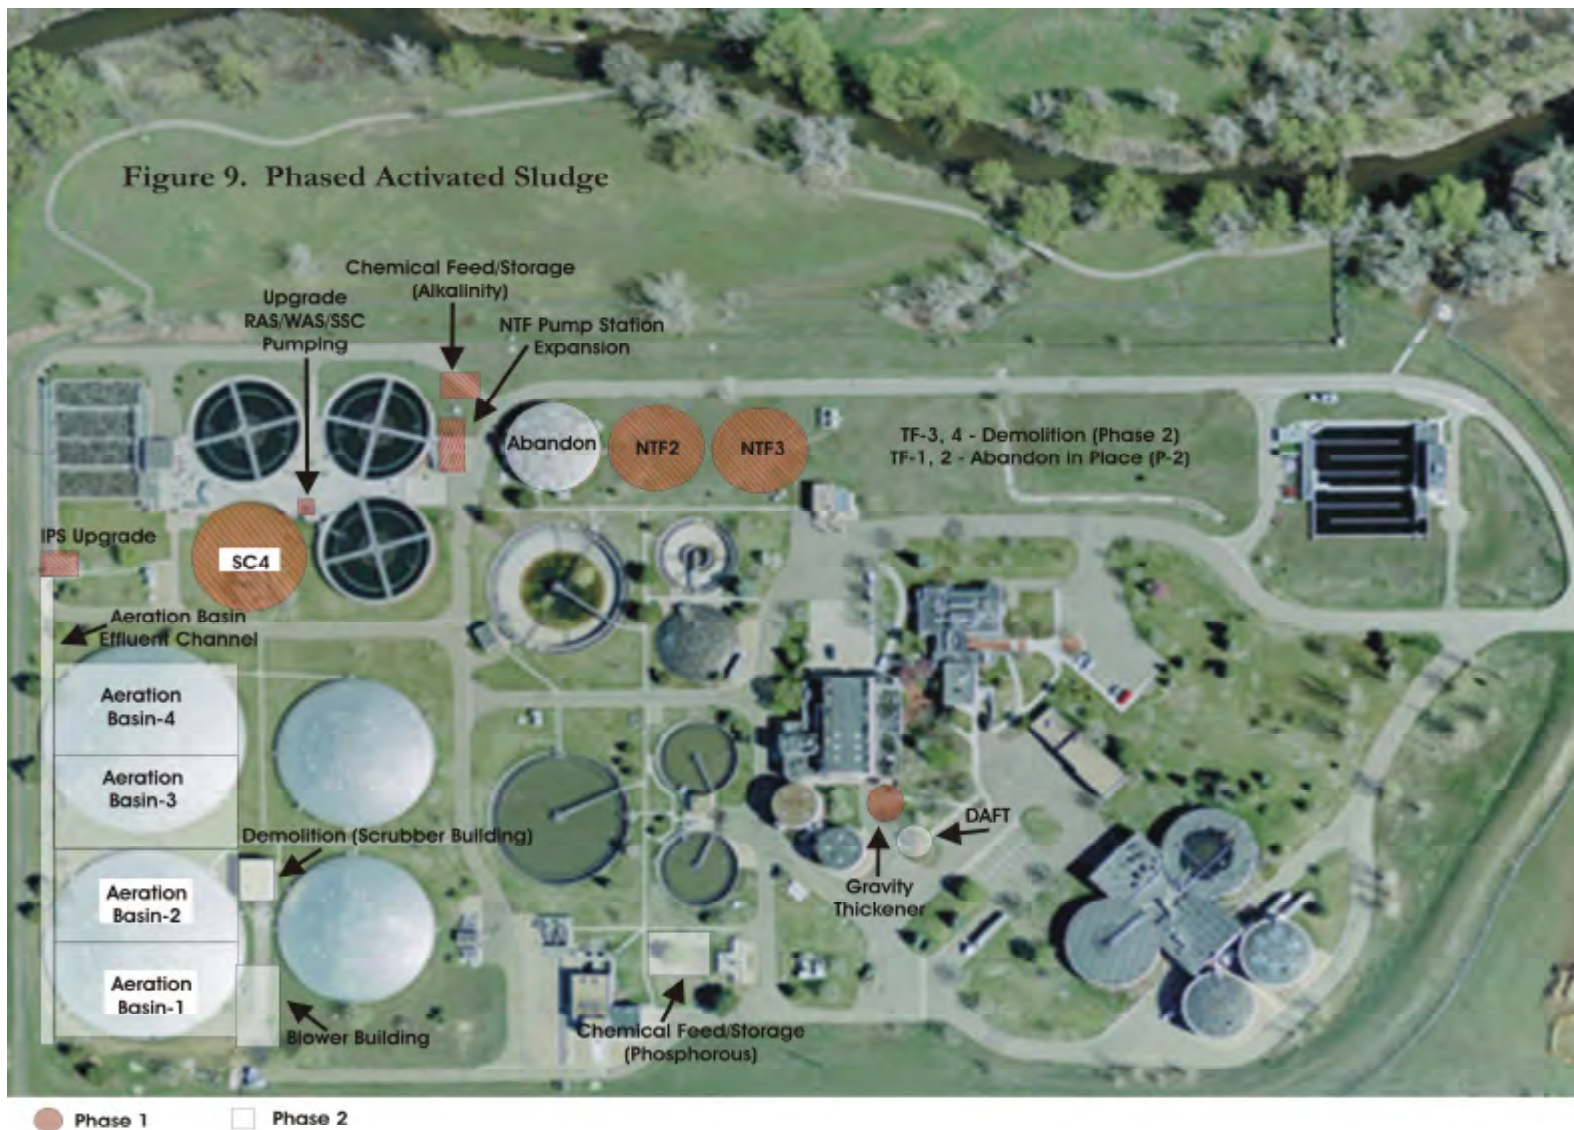 Figure 9. Phased Activated Sludge
Chemical Feed/Storage
(Alkalinity)
Upgrade
RAS/WAS/SSC
Pumping
NTF Pump Station
Expansion
Abandon
NTF2
NTF3
TF-3, 4 - Demolition (Phase 2)
TF-1, 2 - Abandon in Place (P-2)
IPS Upgrade
SC4
Aeration Basin
Effluent Channel
Aeration
Basin-4
Aeration
Basin-3
Demolition (Scrubber Building)
DAFT
Aeration
Basin-2
Gravity
Thickener
Aeration
Basin-1
Blower Building
Chemical Feed/Storage
(Phosphorous)
Phase 1
Phase 2